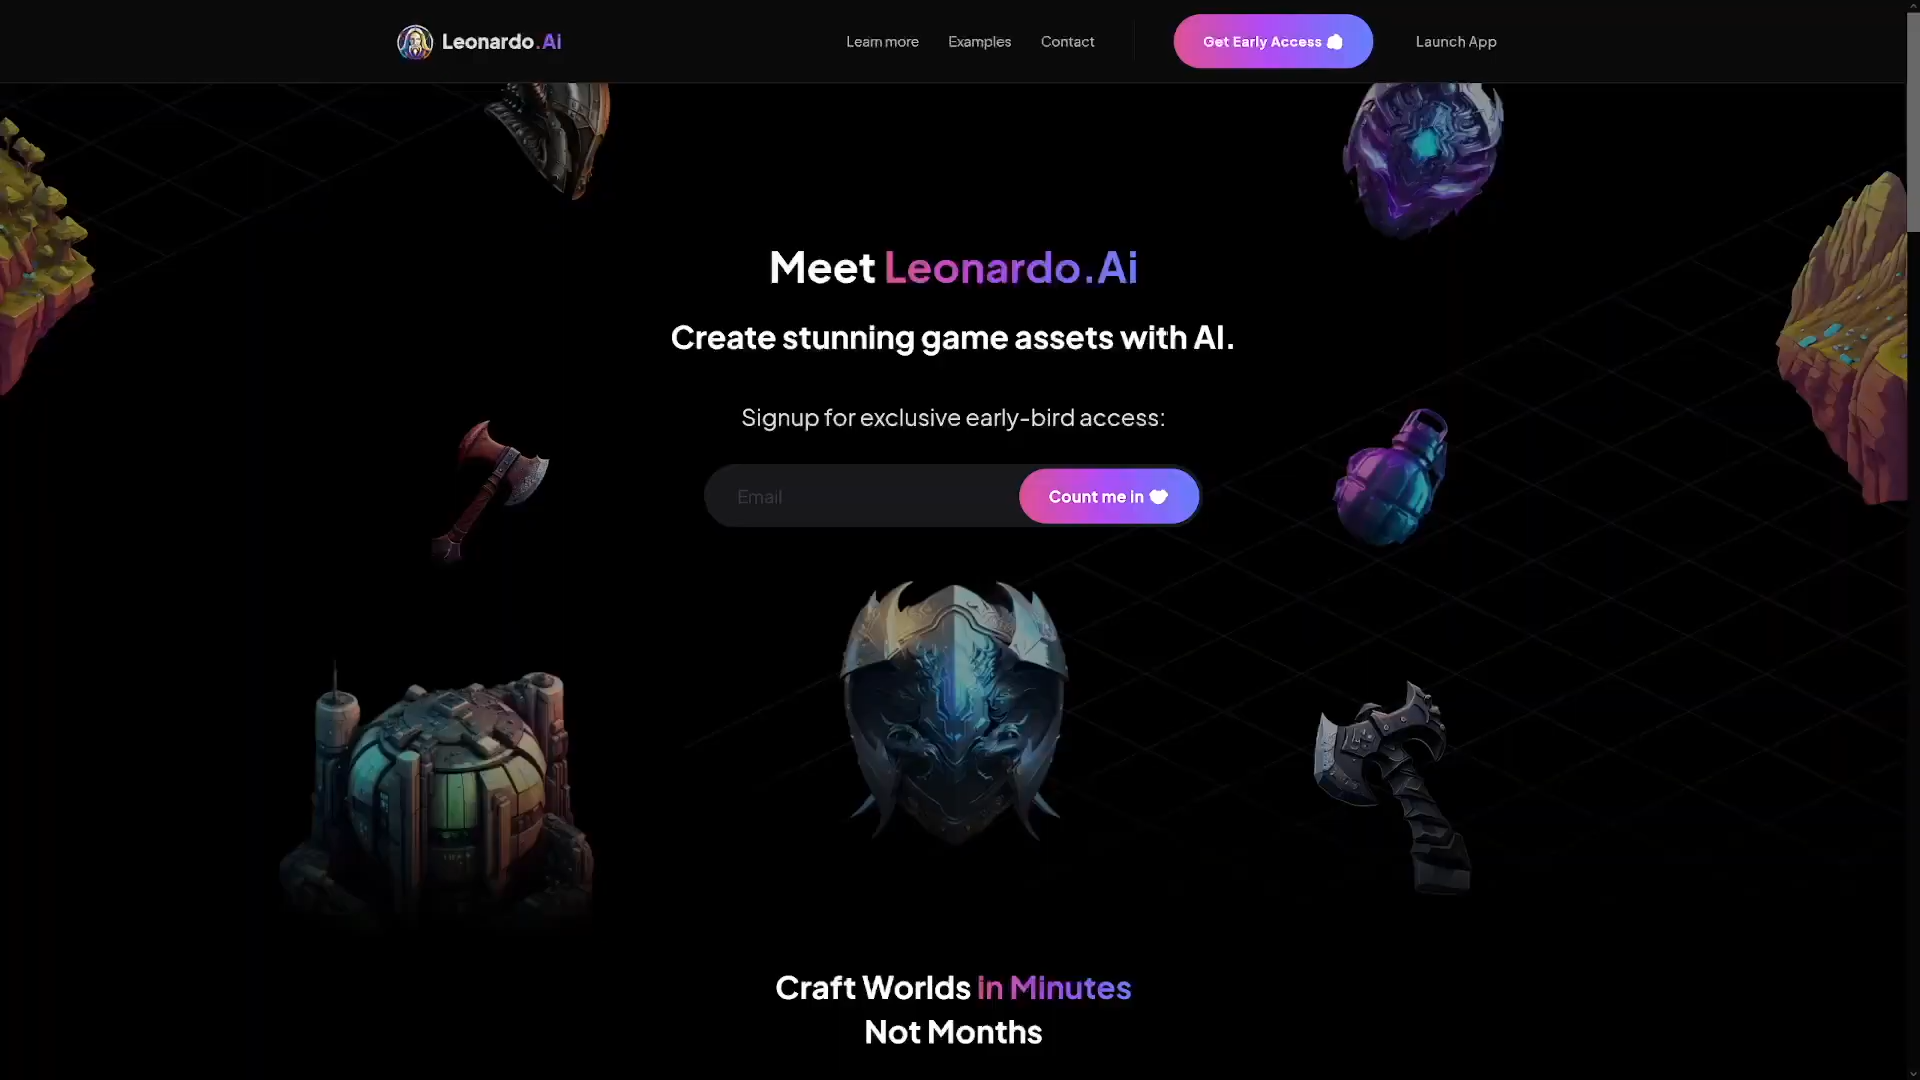 Leonardo.Ai
Learn more
Examples
Contact
Get Early Access
Launch App
Meet Leonardo.Ai
Create stunning game assets with AI.
Signup for exclusive early-bird access:
Email
Count me in
Craft Worlds in Minutes
Not Months